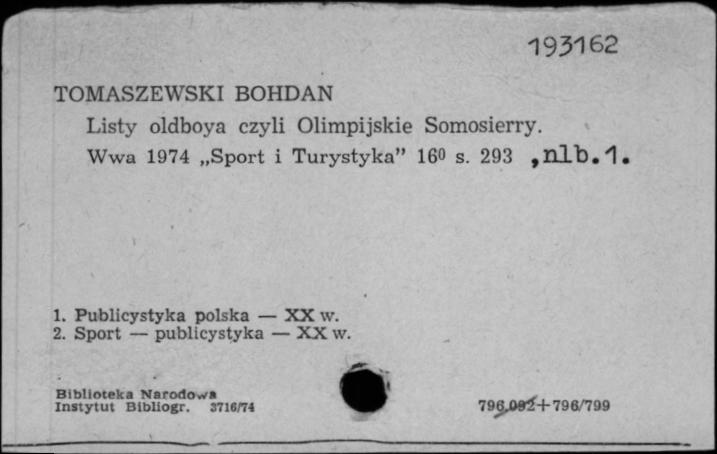 193162
TOMASZEWSKI BOHDAN
Listy oldboya czyli Olimpijskie Somosierry.
Wwa 1974 „Sport i Turystyka” 16⁰ s. 293 ,nlb.1.
1. Publicystyka polska — XX w.
2. Sport — publicystyka — XX w.
Biblioteka Narodowa
Instytut Bibliogr. 3716/74 796.092+796/799